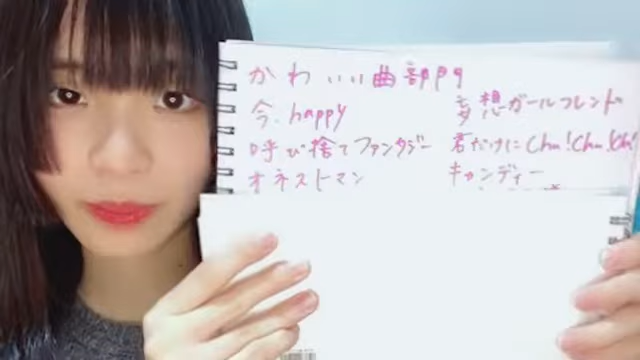 かわいい曲部門
今、happy
呼び捨てファンタジー
オネストマン
妄想ガールフレンド
君だけにChu!Chu!Ch
キャンディー